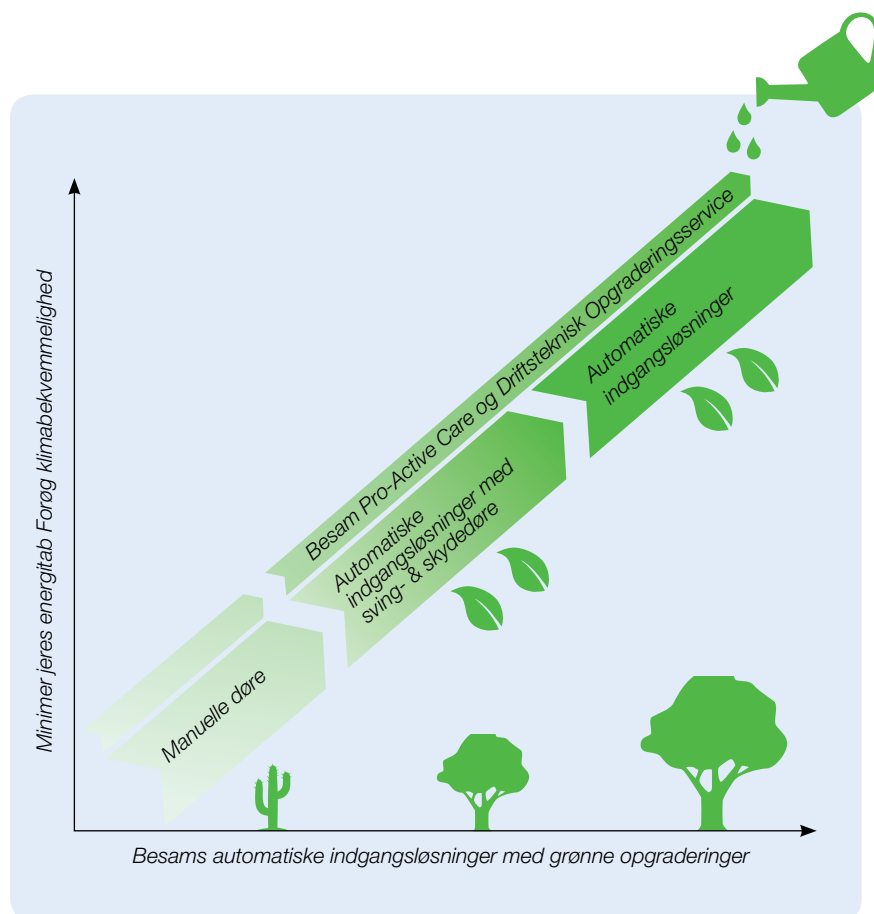 Minimer jeres energitab Forøg klimabekvemmelighed
Besam Pro-Active Care og Driftsteknisk Opgraderingsservice
Automatiske
indgangsløsninger
Automatiske
indgangsløsninger med
sving- & skydedøre
Manuelle døre
Besams automatiske indgangsløsninger med grønne opgraderinger